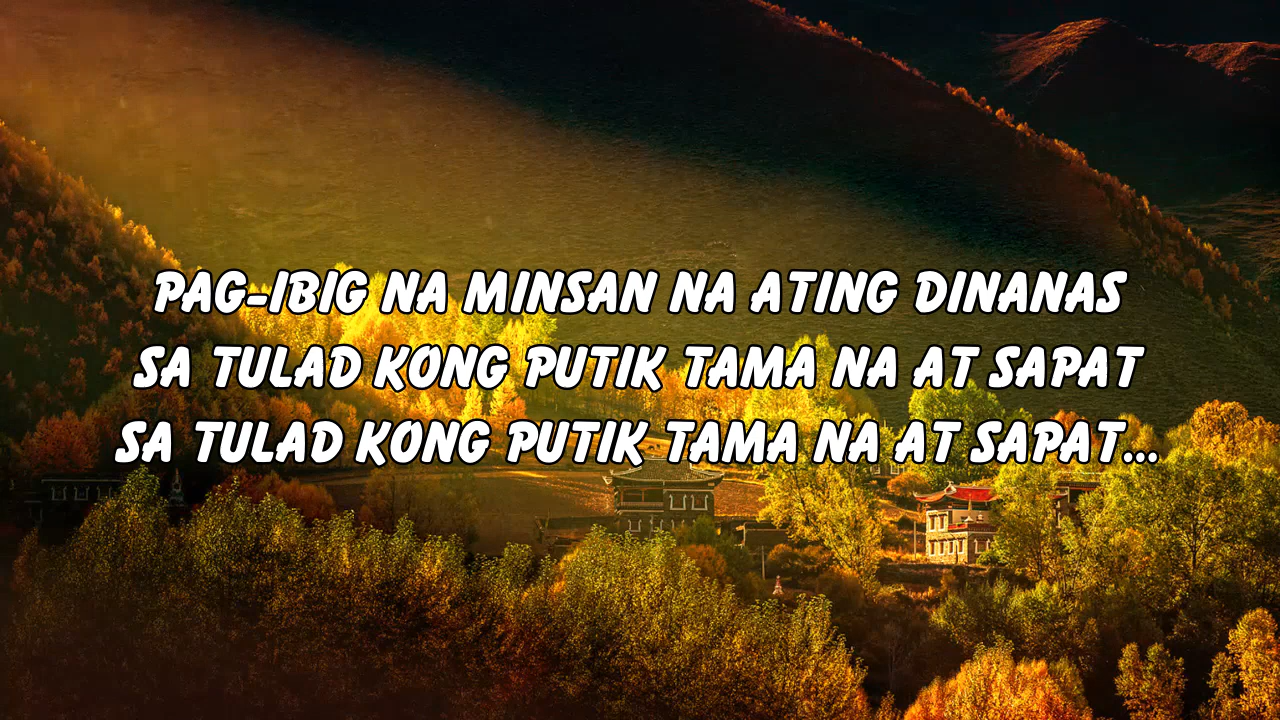 PAG-IBIG NA MINSAN NA ATING DINANAS
SA TULAD KONG PUTIK TAMA NA AT SAPAT
SA TULAD KONG PUTIK TAMA NA AT SAPAT...